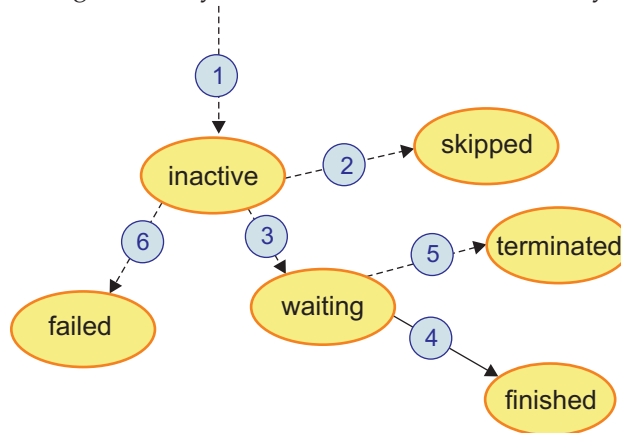 1
skipped
2
inactive
6
3
5
terminated
waiting
failed
4
finished